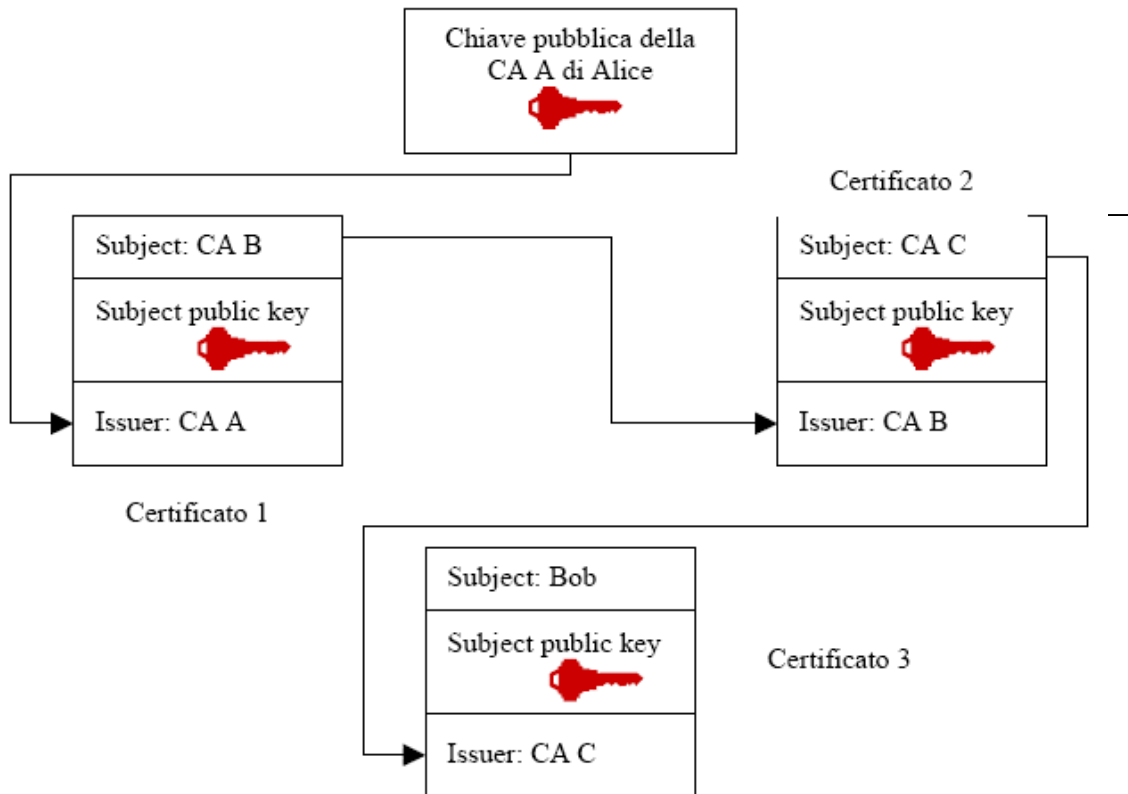 Chiave pubblica della
CA A di Alice
Certificato 2
Subject: CA B
Subject public key
Issuer: CA A
Certificato 1
Subject: CA C
Subject public key
Issuer: CA B
Subject: Bob
Subject public key
Issuer: CA C
Certificato 3